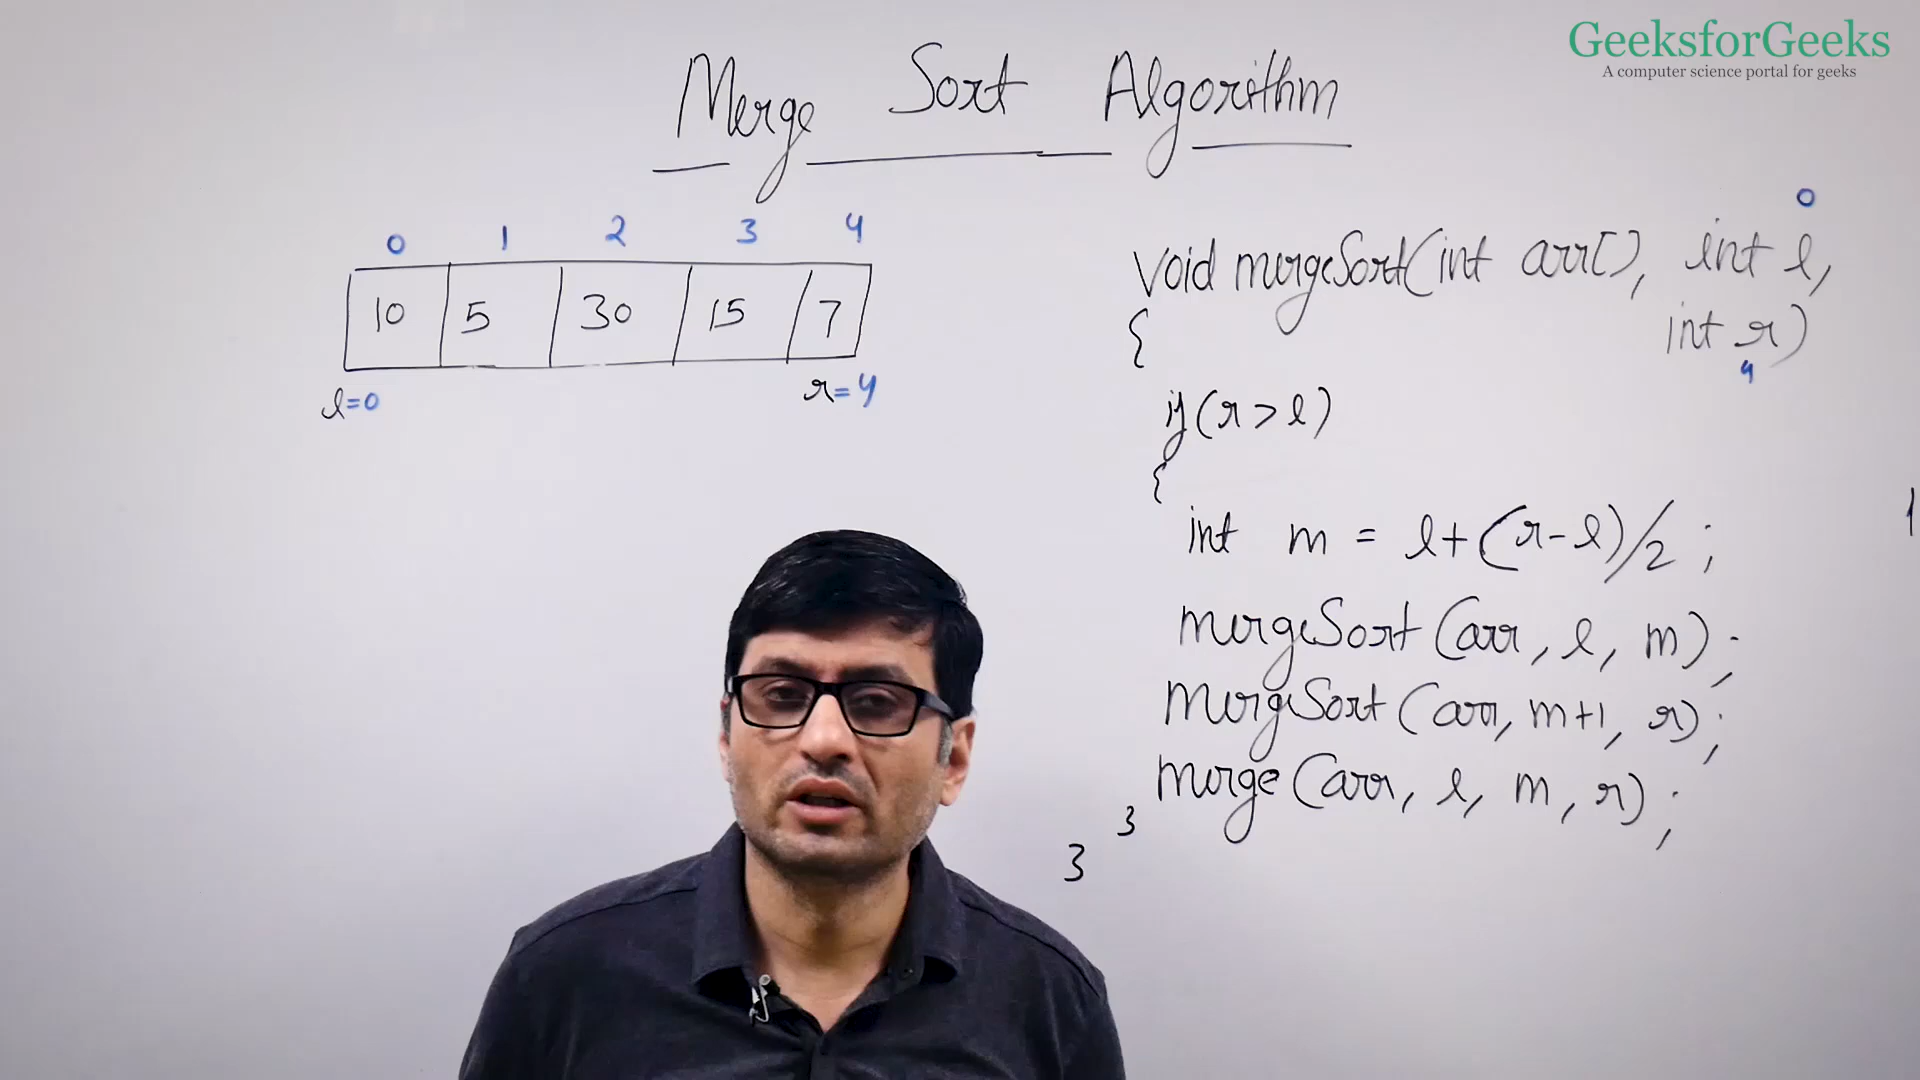 GeeksforGeeks
A computer science portal for geeks
Merge Sort Algorithm
0 1 2 3 4
10 5 30 15 7
l=0 r=4
0
void mergeSort(int arr[], int l,
{ int r)
4
if(r>l)
{
int m = l+(r-l)/2;
mergeSort(arr, l, m);
mergeSort(arr, m+1, r);
merge(arr, l, m, r);
}
}